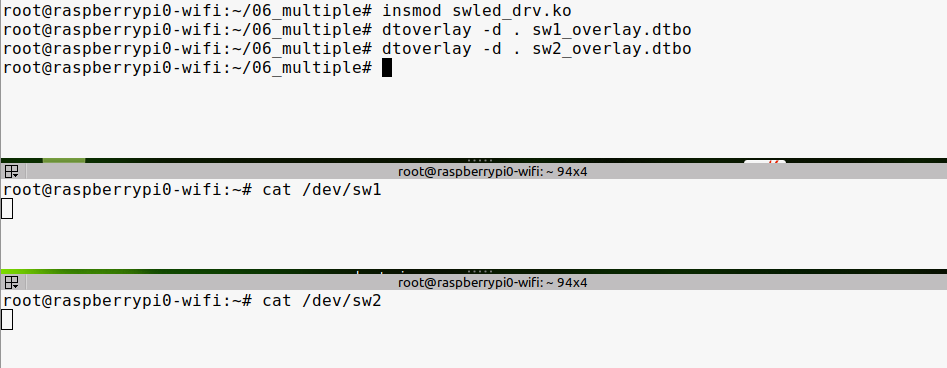 root@raspberrypi0-wifi:~/06_multiple# insmod swled_drv.ko
root@raspberrypi0-wifi:~/06_multiple# dtoverlay -d . sw1_overlay.dtbo
root@raspberrypi0-wifi:~/06_multiple# dtoverlay -d . sw2_overlay.dtbo
root@raspberrypi0-wifi:~/06_multiple#
root@raspberrypi0-wifi: ~ 94x4
root@raspberrypi0-wifi:~# cat /dev/sw1
root@raspberrypi0-wifi: ~ 94x4
root@raspberrypi0-wifi:~# cat /dev/sw2